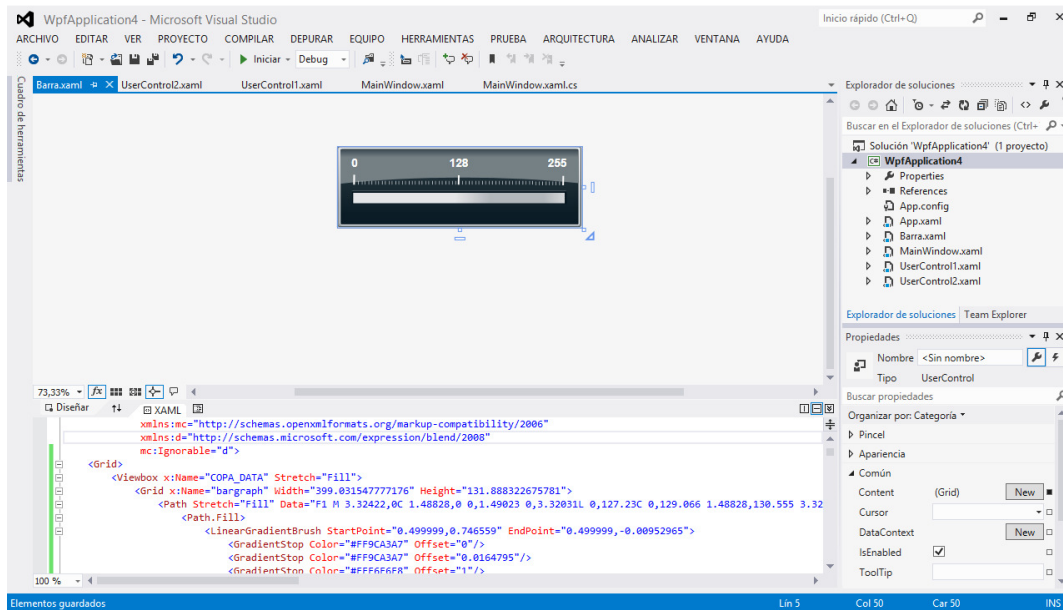 WpfApplication4 - Microsoft Visual Studio
Inicio rápido (Ctrl+Q)
ARCHIVO EDITAR VER PROYECTO COMPILAR DEPURAR EQUIPO HERRAMIENTAS PRUEBA ARQUITECTURA ANALIZAR VENTANA AYUDA
Iniciar Debug
Cuadro de herramientas
Barra.xaml UserControl2.xaml UserControl1.xaml MainWindow.xaml MainWindow.xaml.cs
0 128 255
73,33%
Diseñar XAML
xmlns:mc="http://schemas.openxmlformats.org/markup-compatibility/2006"
xmlns:d="http://schemas.microsoft.com/expression/blend/2008"
mc:Ignorable="d">
<Grid>
<Viewbox x:Name="COPA_DATA" Stretch="Fill">
<Grid x:Name="bargraph" Width="399.031547777176" Height="131.888322675781">
<Path Stretch="Fill" Data="F1 M 3.32422,0C 1.48828,0 0,1.49023 0,3.32031L 0,127.23C 0,129.066 1.48828,130.555 3.32
<Path.Fill>
<LinearGradientBrush StartPoint="0.499999,0.746559" EndPoint="0.499999,-0.00952965">
<GradientStop Color="#FF9CA3A7" Offset="0"/>
<GradientStop Color="#FF9CA3A7" Offset="0.0164795"/>
<GradientStop Color="#FFE6E6E8" Offset="1"/>
100 %
Explorador de soluciones
Buscar en el Explorador de soluciones (Ctrl+
Solución 'WpfApplication4' (1 proyecto)
WpfApplication4
Properties
References
App.config
App.xaml
Barra.xaml
MainWindow.xaml
UserControl1.xaml
UserControl2.xaml
Explorador de soluciones Team Explorer
Propiedades
Nombre <Sin nombre>
Tipo UserControl
Buscar propiedades
Organizar por: Categoría
Pincel
Apariencia
Común
Content (Grid) New
Cursor
DataContext New
IsEnabled
ToolTip
Elementos guardados Lín 5 Col 50 Car 50 INS